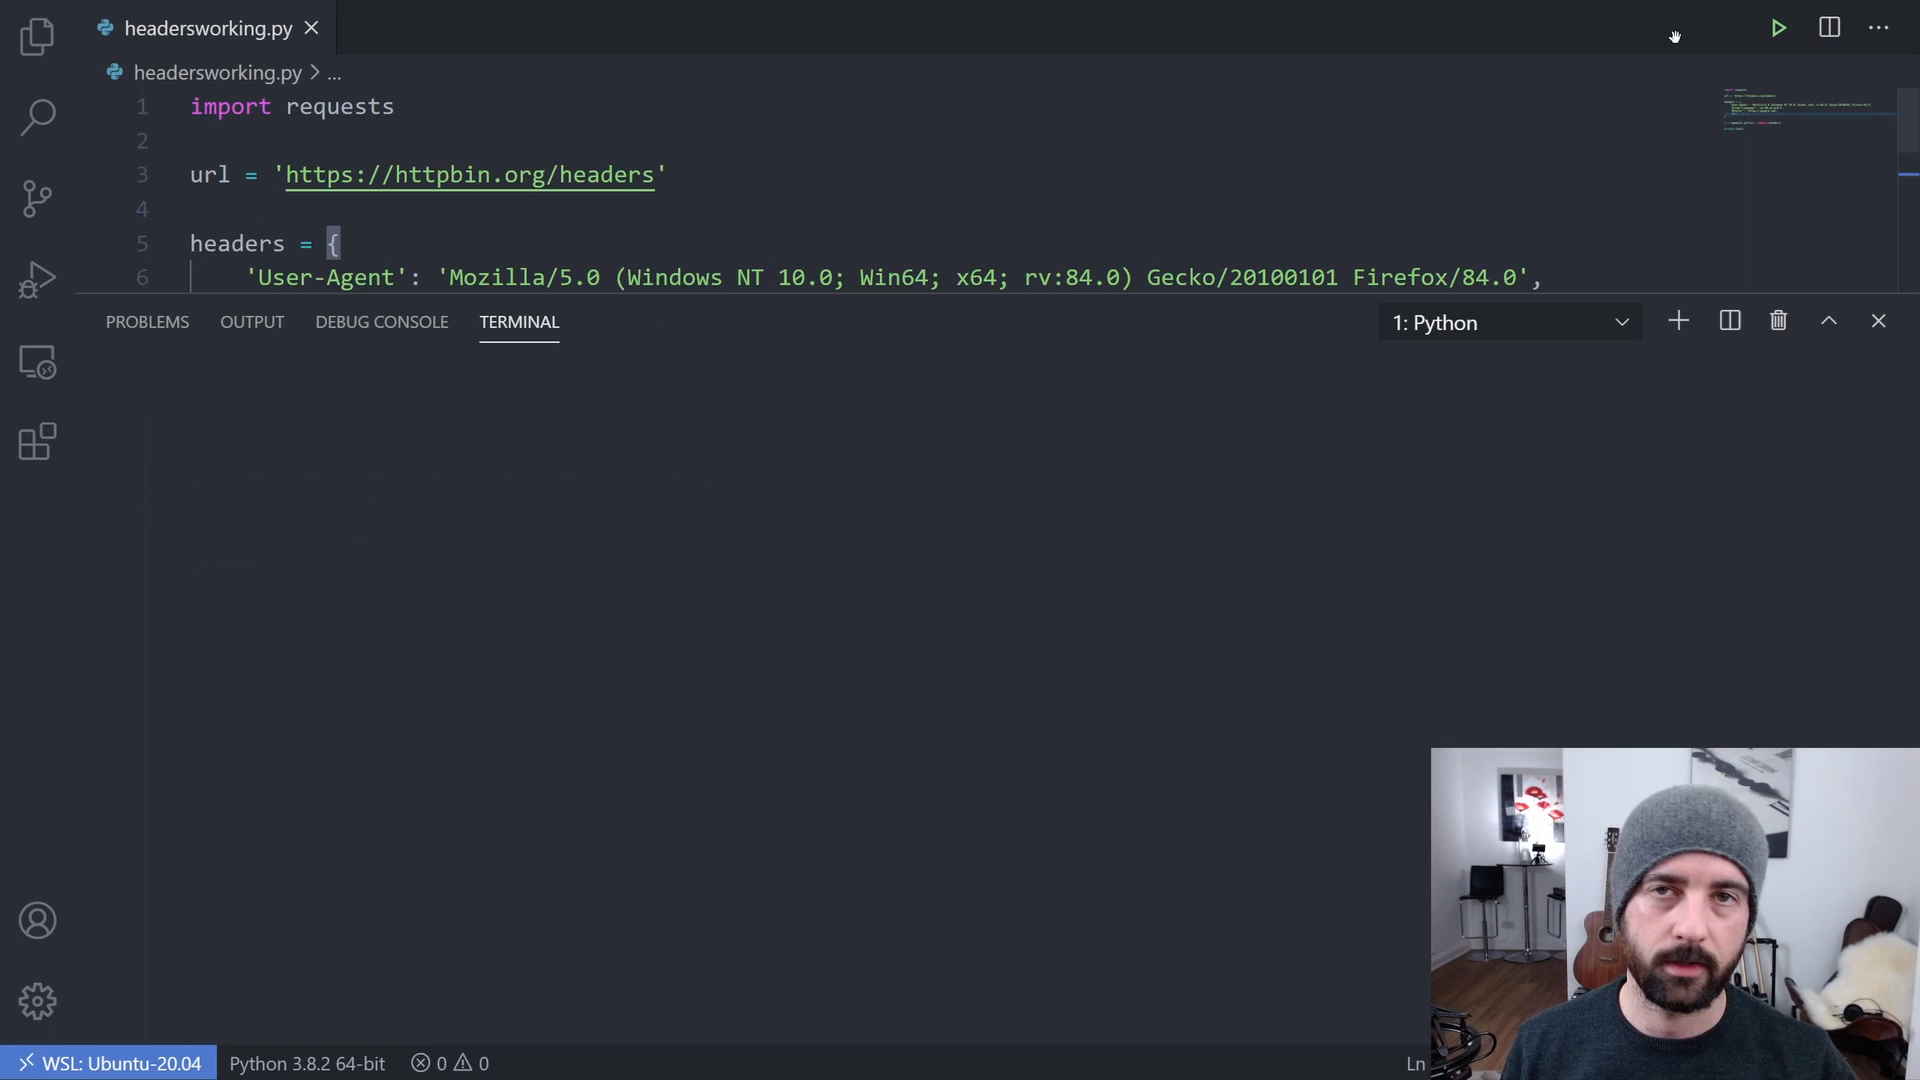 headersworking.py
headersworking.py > ...
1 import requests
2
3 url = 'https://httpbin.org/headers'
4
5 headers = {
6 'User-Agent': 'Mozilla/5.0 (Windows NT 10.0; Win64; x64; rv:84.0) Gecko/20100101 Firefox/84.0',
PROBLEMS OUTPUT DEBUG CONSOLE TERMINAL 1: Python
WSL: Ubuntu-20.04 Python 3.8.2 64-bit 0 0 Ln